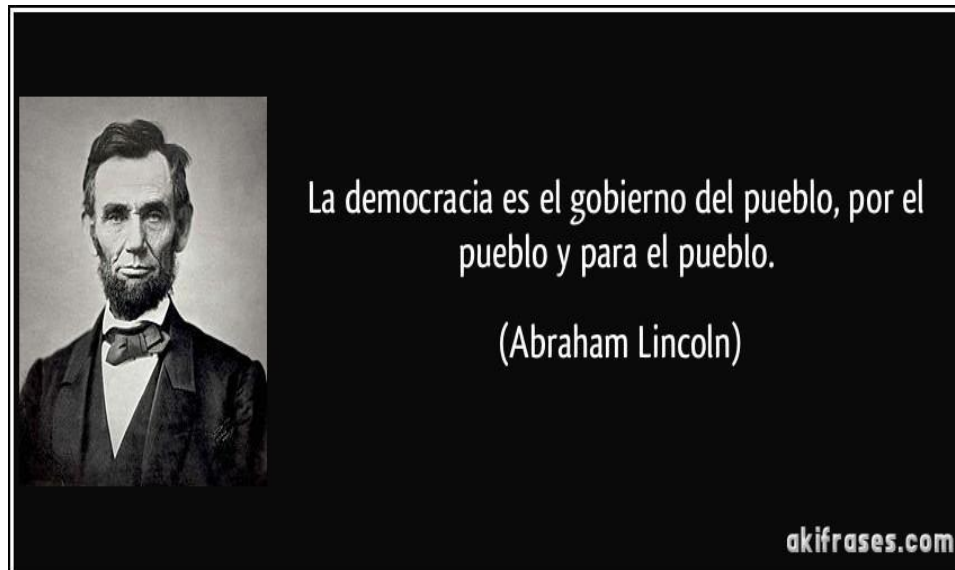 La democracia es el gobierno del pueblo, por el
pueblo y para el pueblo.
(Abraham Lincoln)
akifrases.com